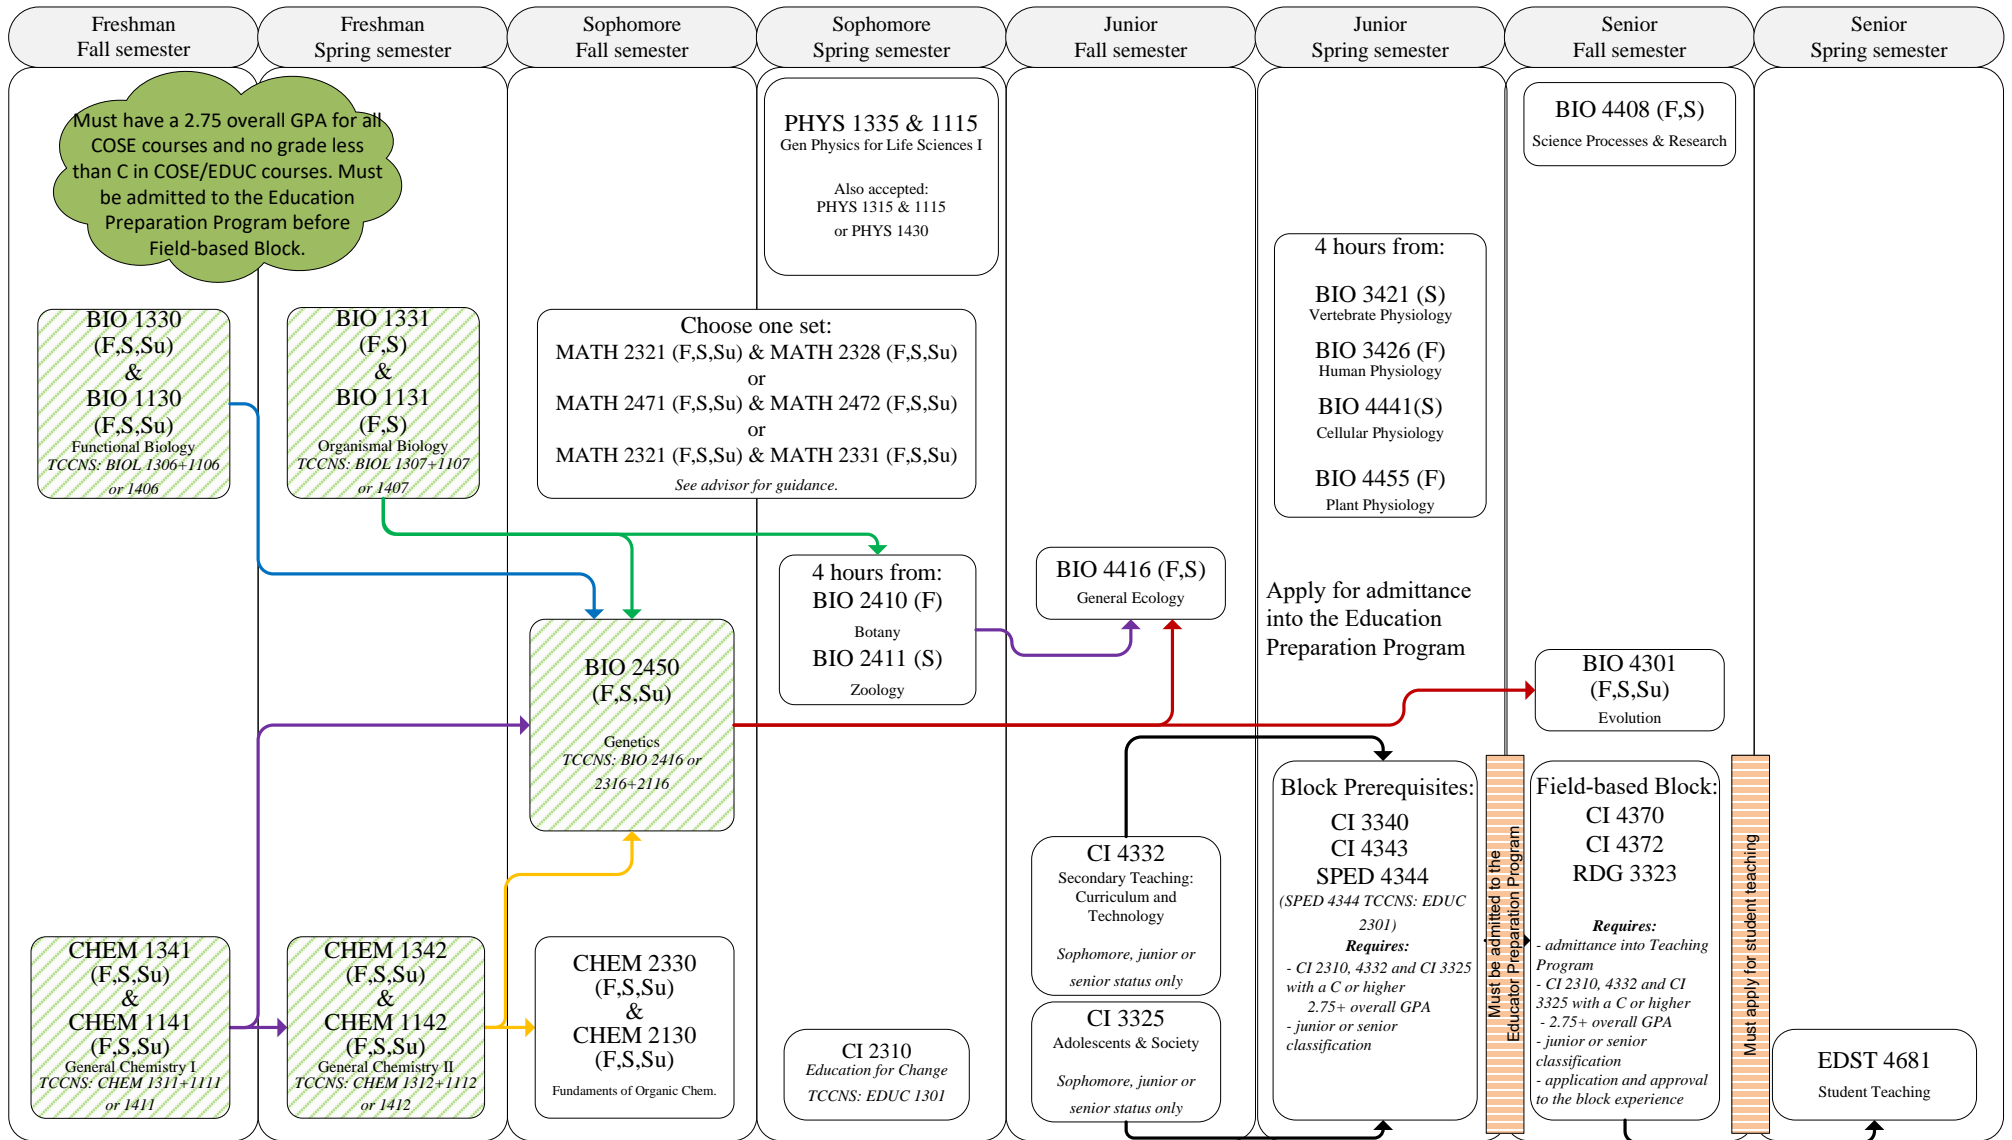 Freshman
Fall semester
Freshman
Spring semester
Sophomore
Fall semester
Sophomore
Spring semester
Junior
Fall semester
Junior
Spring semester
Senior
Fall semester
Senior
Spring semester
Must have a 2.75 overall GPA for all
COSE courses and no grade less
than C in COSE/EDUC courses. Must
be admitted to the Education
Preparation Program before
Field-based Block.
BIO 1330
(F,S,Su)
&
BIO 1130
(F,S,Su)
Functional Biology
TCCNS: BIOL 1306+1106
or 1406
CHEM 1341
(F,S,Su)
&
CHEM 1141
(F,S,Su)
General Chemistry I
TCCNS: CHEM 1311+1111
or 1411
BIO 1331
(F,S)
&
BIO 1131
(F,S)
Organismal Biology
TCCNS: BIOL 1307+1107
or 1407
CHEM 1342
(F,S,Su)
&
CHEM 1142
(F,S,Su)
General Chemistry II
TCCNS: CHEM 1312+1112
or 1412
Choose one set:
MATH 2321 (F,S,Su) & MATH 2328 (F,S,Su)
or
MATH 2471 (F,S,Su) & MATH 2472 (F,S,Su)
or
MATH 2321 (F,S,Su) & MATH 2331 (F,S,Su)
See advisor for guidance.
BIO 2450
(F,S,Su)
Genetics
TCCNS: BIO 2416 or
2316+2116
CHEM 2330
(F,S,Su)
&
CHEM 2130
(F,S,Su)
Fundaments of Organic Chem.
PHYS 1335 & 1115
Gen Physics for Life Sciences I
Also accepted:
PHYS 1315 & 1115
or PHYS 1430
4 hours from:
BIO 2410 (F)
Botany
BIO 2411 (S)
Zoology
CI 2310
Education for Change
TCCNS: EDUC 1301
BIO 4416 (F,S)
General Ecology
CI 4332
Secondary Teaching:
Curriculum and
Technology
Sophomore, junior or
senior status only
CI 3325
Adolescents & Society
Sophomore, junior or
senior status only
4 hours from:
BIO 3421 (S)
Vertebrate Physiology
BIO 3426 (F)
Human Physiology
BIO 4441(S)
Cellular Physiology
BIO 4455 (F)
Plant Physiology
Apply for admittance
into the Education
Preparation Program
Block Prerequisites:
CI 3340
CI 4343
SPED 4344
(SPED 4344 TCCNS: EDUC
2301)
Requires:
- CI 2310, 4332 and CI 3325
with a C or higher
2.75+ overall GPA
- junior or senior
classification
Must be admitted to the
Educator Preparation Program
BIO 4408 (F,S)
Science Processes & Research
BIO 4301
(F,S,Su)
Evolution
Field-based Block:
CI 4370
CI 4372
RDG 3323
Requires:
- admittance into Teaching
Program
- CI 2310, 4332 and CI
3325 with a C or higher
- 2.75+ overall GPA
- junior or senior
classification
- application and approval
to the block experience
Must apply for student teaching
EDST 4681
Student Teaching